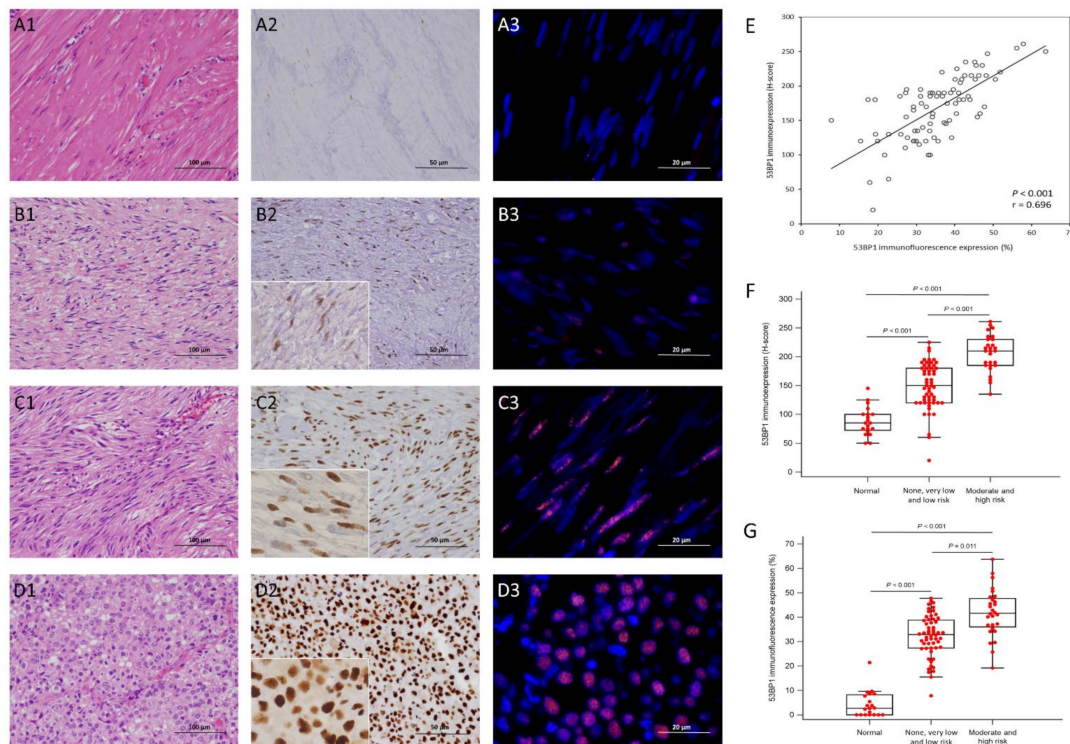 A1
100 µm
A2
50 µm
A3
20 µm
B1
100 µm
B2
50 µm
B3
20 µm
C1
100 µm
C2
50 µm
C3
20 µm
D1
100 µm
D2
50 µm
D3
20 µm
E
53BP1 immunoexpresssion (H-score)
300
250
200
150
100
50
0
P < 0.001
r = 0.696
0 10 20 30 40 50 60 7
53BP1 immunofluorescence expression (%)
F
53BP1 immunoexpression (H-score)
300
250
200
150
100
50
0
P < 0.001
P < 0.001
P < 0.001
Normal
None, very low
and low risk
Moderate and
high risk
G
53BP1 immunofluorescence expression (%)
70
60
50
40
30
20
10
0
P < 0.001
P = 0.011
P < 0.001
Normal
None, very low
and low risk
Moderate and
high risk